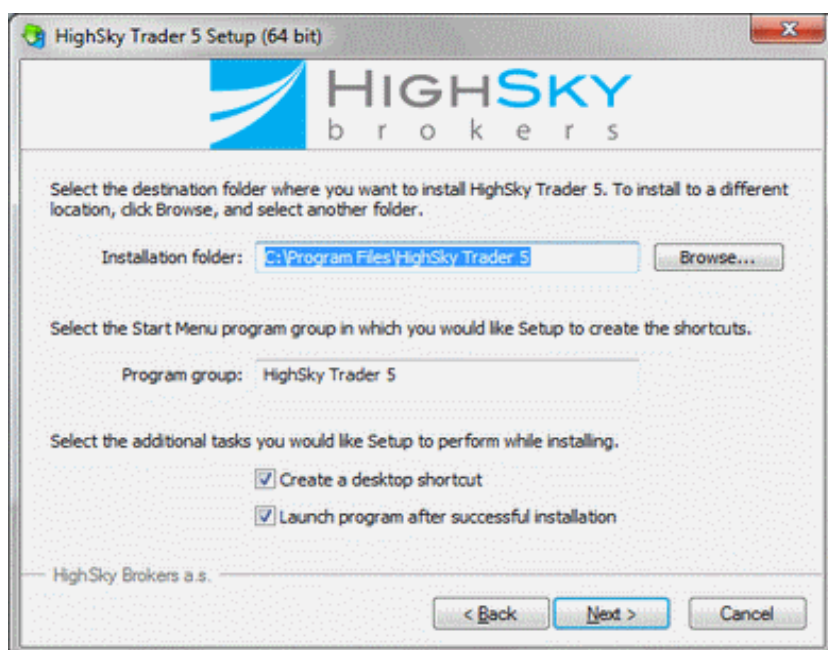 HighSky Trader 5 Setup (64 bit)
HIGHSKY
brokers
Select the destination folder where you want to install HighSky Trader 5. To install to a different
location, click Browse, and select another folder.
Installation folder: C:\Program Files\HighSky Trader 5 Browse...
Select the Start Menu program group in which you would like Setup to create the shortcuts.
Program group: HighSky Trader 5
Select the additional tasks you would like Setup to perform while installing.
Create a desktop shortcut
Launch program after successful installation
HighSky Brokers a.s.
< Back Next > Cancel